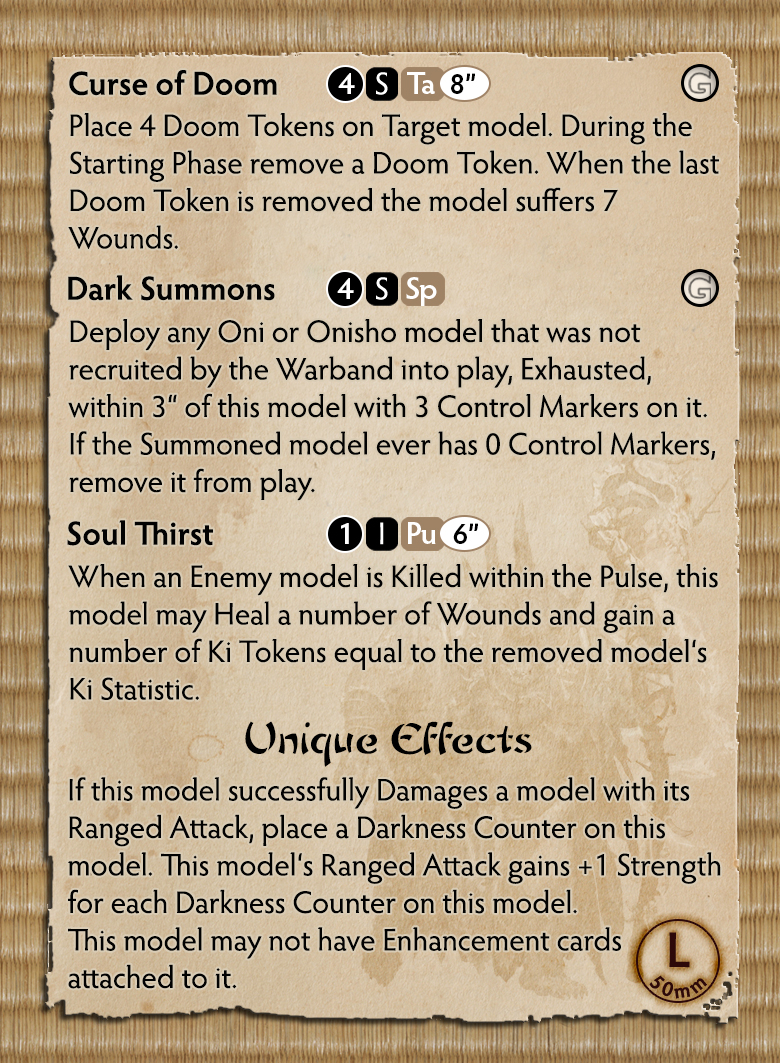 Curse of Doom 4 S Ta 8” G
Place 4 Doom Tokens on Target model. During the
Starting Phase remove a Doom Token. When the last
Doom Token is removed the model suffers 7
Wounds.
Dark Summons 4 S Sp G
Deploy any Oni or Onisho model that was not
recruited by the Warband into play, Exhausted,
within 3“ of this model with 3 Control Markers on it.
If the Summoned model ever has 0 Control Markers,
remove it from play.
Soul Thirst 1 I Pu 6”
When an Enemy model is Killed within the Pulse, this
model may Heal a number of Wounds and gain a
number of Ki Tokens equal to the removed model‘s
Ki Statistic.
Unique Effects
If this model successfully Damages a model with its
Ranged Attack, place a Darkness Counter on this
model. This model‘s Ranged Attack gains +1 Strength
for each Darkness Counter on this model.
This model may not have Enhancement cards
attached to it.
L
50mm